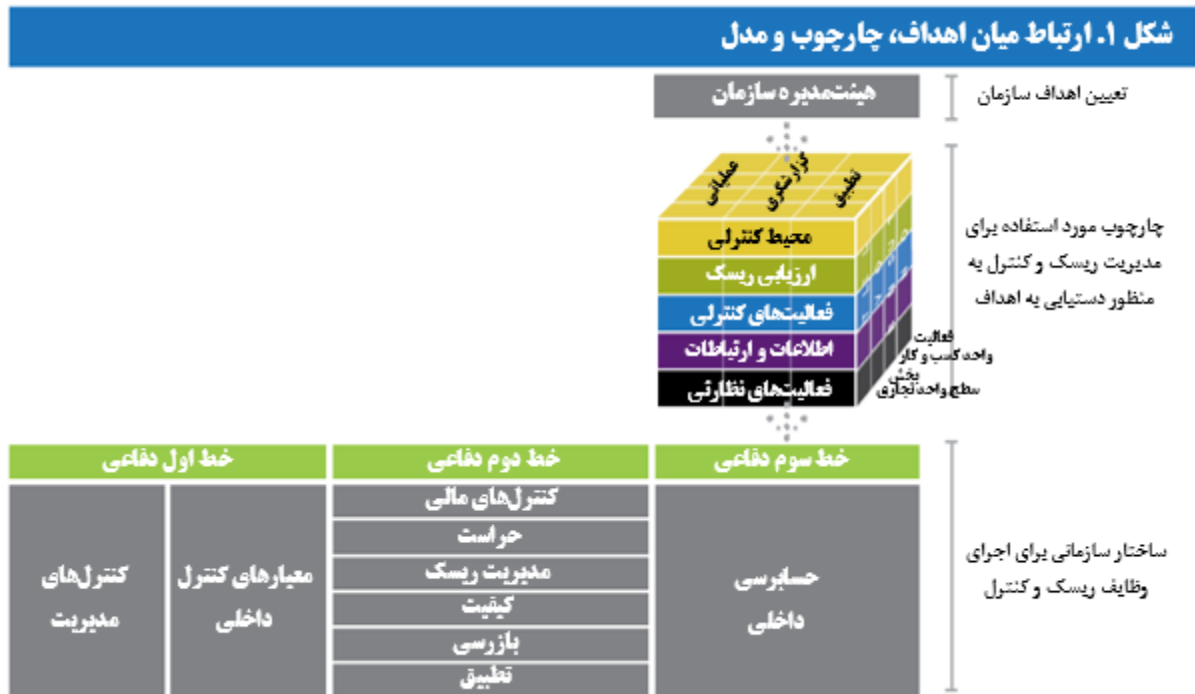 شکل ۱. ارتباط میان اهداف، چارچوب و مدل
تعیین اهداف سازمان
هیئت‌مدیره سازمان
چارچوب مورد استفاده برای
مدیریت ریسک و کنترل به
منظور دستیابی به اهداف
تطبیق
گزارشگری
عملیاتی
محیط کنترلی
ارزیابی ریسک
فعالیت‌های کنترلی
اطلاعات و ارتباطات
فعالیت‌های نظارتی
فعالیت
واحد کسب و کار
بخش
سطح واحد تجاری
ساختار سازمانی برای اجرای
وظایف ریسک و کنترل
خط سوم دفاعی
حسابرسی
داخلی
خط دوم دفاعی
کنترل‌های مالی
حراست
مدیریت ریسک
کیفیت
بازرسی
تطبیق
خط اول دفاعی
معیارهای کنترل
داخلی
کنترل‌های
مدیریت